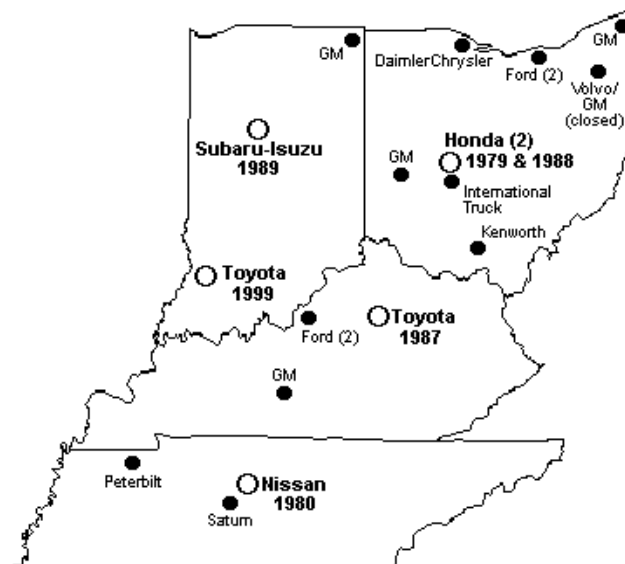 GM
GM
DaimlerChrysler
Ford (2)
Volvo/
GM
(closed)
Subaru-Isuzu
1989
Honda (2)
1979 & 1988
GM
International
Truck
Kenworth
Toyota
1999
Ford (2)
Toyota
1987
GM
Peterbilt
Nissan
1980
Saturn